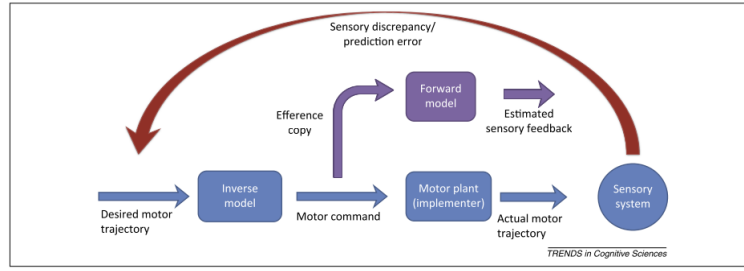 Sensory discrepancy/
prediction error
Forward
model
Efference
copy
Estimated
sensory feedback
Inverse
model
Motor plant
(implementer)
Sensory
system
Desired motor
trajectory
Motor command
Actual motor
trajectory
TRENDS in Cognitive Sciences